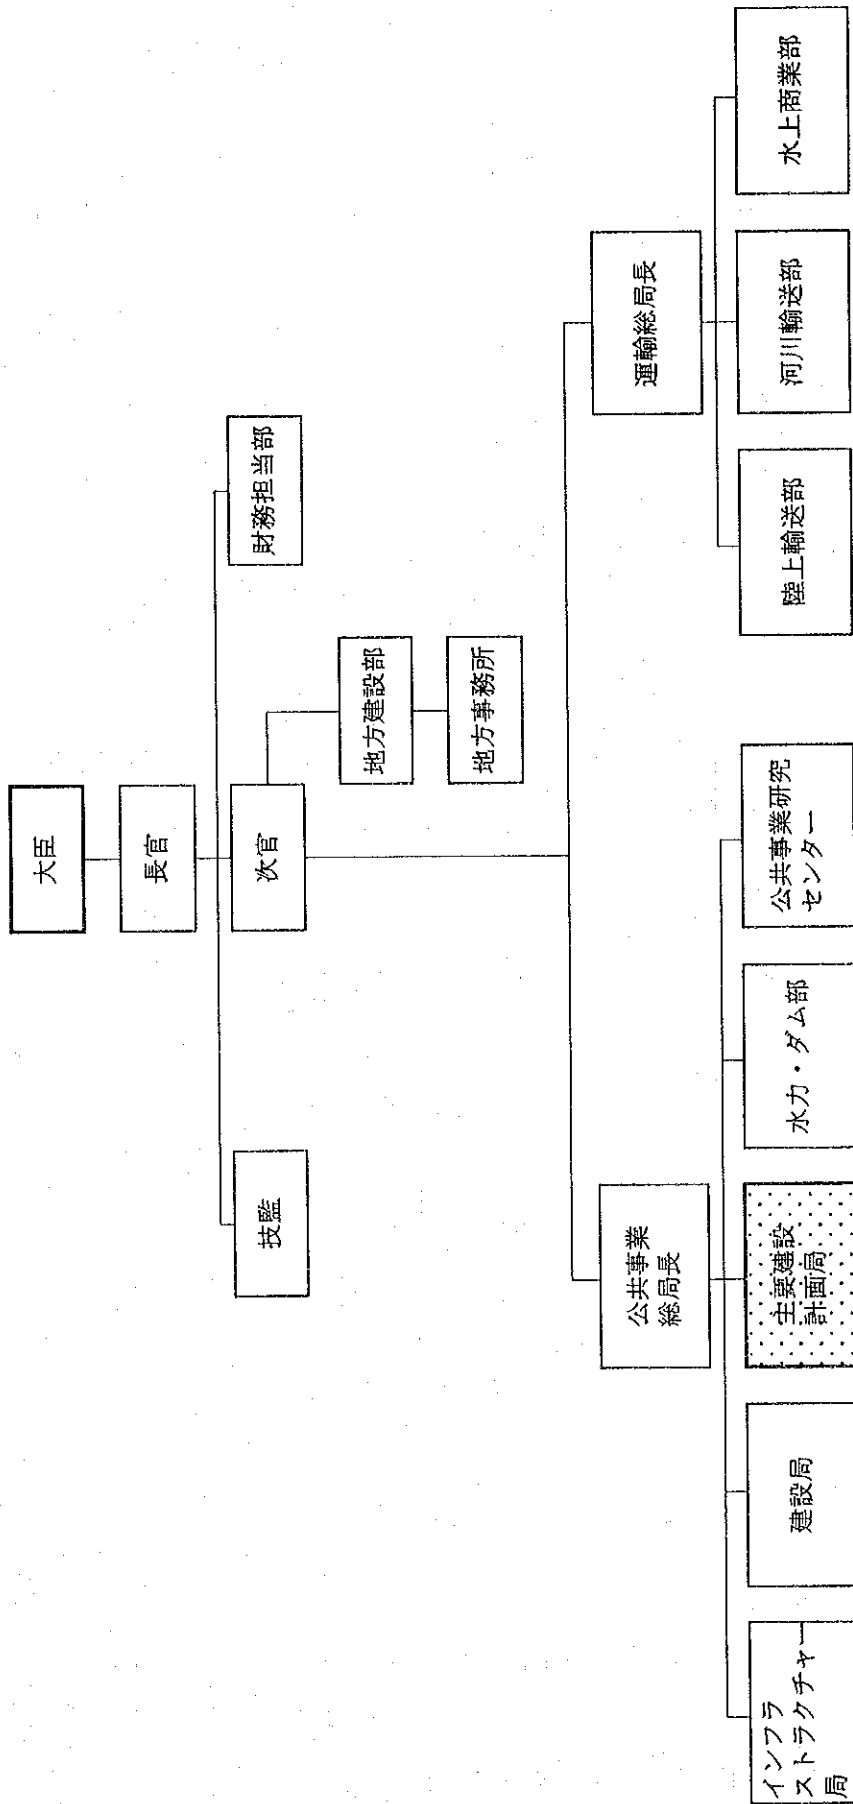 大臣
長官
技監
次官
財務担当部
地方建設部
地方事務所
公共事業
総局長
運輸総局長
インフラ
ストラクチャー
局
建設局
主要建設
計画局
水力・ダム部
公共事業研究
センター
陸上輸送部
河川輸送部
水上商業部